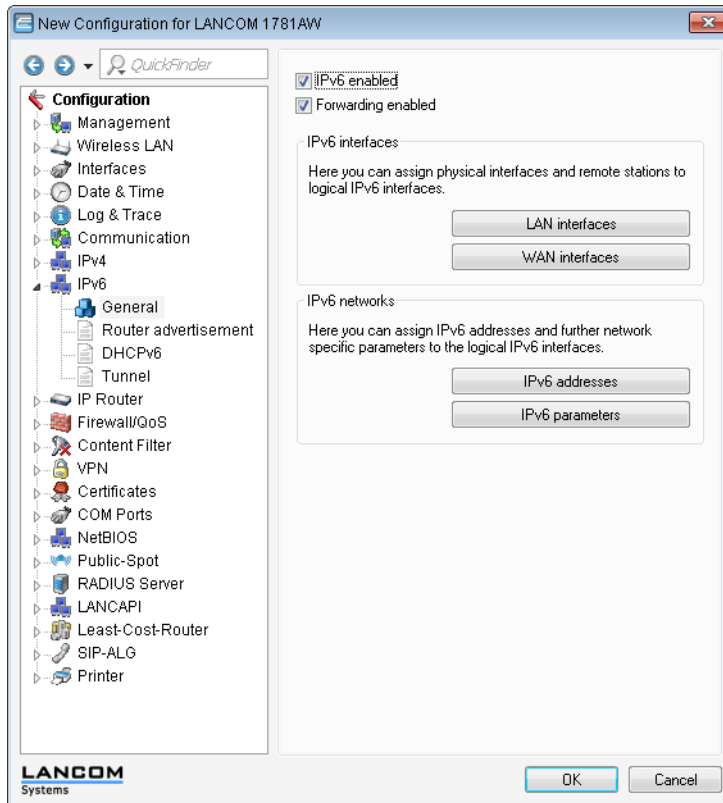 New Configuration for LANCOM 1781AW
QuickFinder
Configuration
Management
Wireless LAN
Interfaces
Date & Time
Log & Trace
Communication
IPv4
IPv6
General
Router advertisement
DHCPv6
Tunnel
IP Router
Firewall/QoS
Content Filter
VPN
Certificates
COM Ports
NetBIOS
Public-Spot
RADIUS Server
LANCAPI
Least-Cost-Router
SIP-ALG
Printer
IPv6 enabled
Forwarding enabled
IPv6 interfaces
Here you can assign physical interfaces and remote stations to
logical IPv6 interfaces.
LAN interfaces
WAN interfaces
IPv6 networks
Here you can assign IPv6 addresses and further network
specific parameters to the logical IPv6 interfaces.
IPv6 addresses
IPv6 parameters
LANCOM
Systems
OK
Cancel